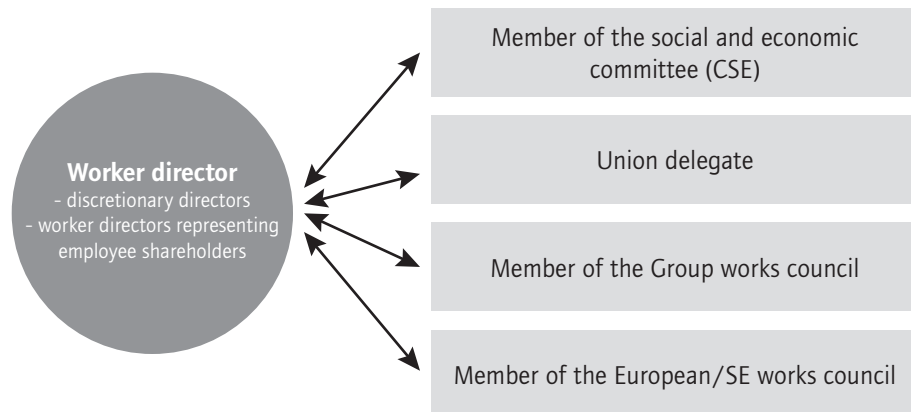 Worker director
- discretionary directors
- worker directors representing
employee shareholders
Member of the social and economic
committee (CSE)
Union delegate
Member of the Group works council
Member of the European/SE works council